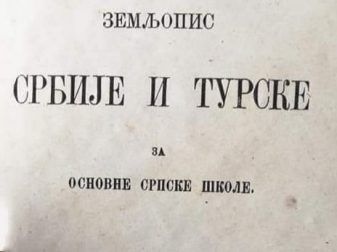 ЗЕМЉОПИС
СРБИЈЕ И ТУРСКЕ
ЗА
ОСНОВНЕ СРПСКЕ ШКОЛЕ.